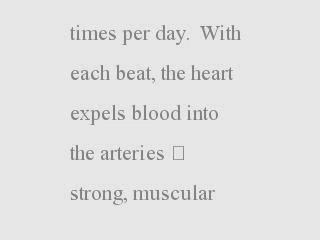 times per day.  With
each beat, the heart
expels blood into
the arteries □
strong, muscular